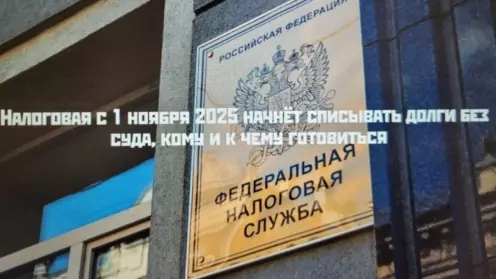 РОССИЙСКАЯ ФЕДЕРАЦИЯ
Налоговая с 1 ноября 2025 начнёт списывать долги без
суда, кому и к чему готовиться
ФЕДЕРАЛЬНАЯ
НАЛОГОВАЯ
СЛУЖБА